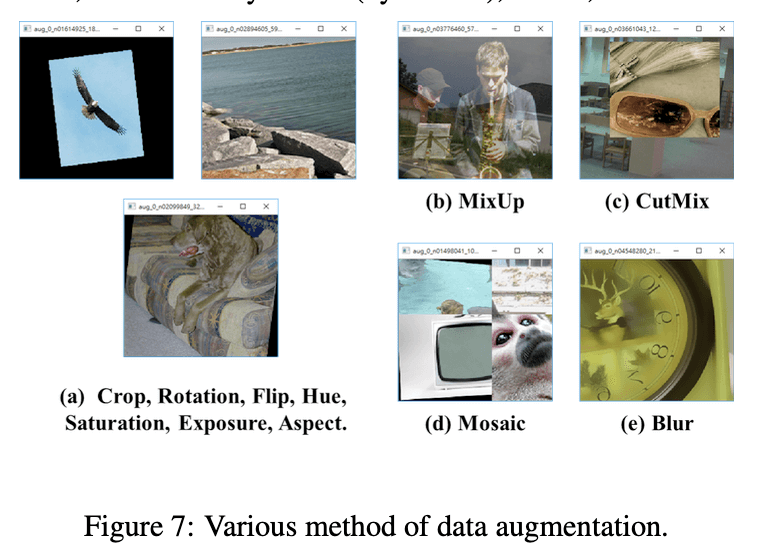 aug_0_n01614925_18...
aug_0_n02894605_59...
aug_0_n03776460_57...
aug_0_n03661043_12...
(b) MixUp
(c) CutMix
aug_0_n02099849_32...
aug_0_n01498041_10...
aug_0_n04548280_21...
(a) Crop, Rotation, Flip, Hue,
Saturation, Exposure, Aspect.
(d) Mosaic
(e) Blur
Figure 7: Various method of data augmentation.